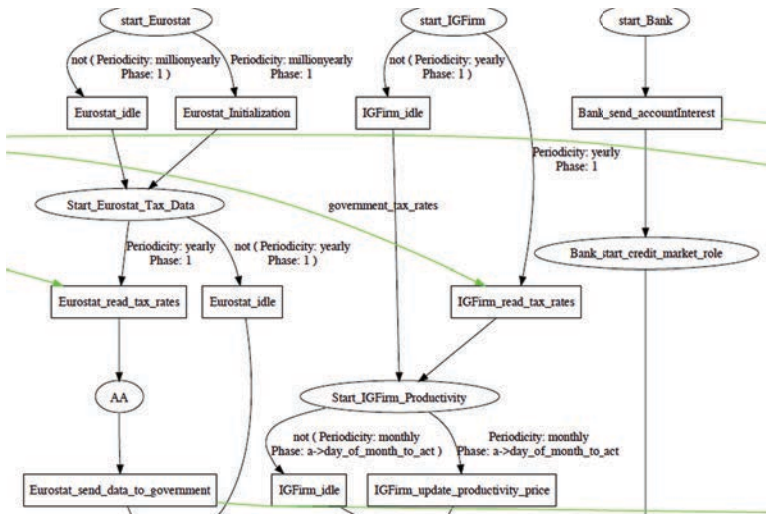 start_Eurostat
start_IGFirm
start_Bank
not ( Periodicity: millionyearly
Phase: 1 )
Periodicity: millionyearly
Phase: 1
not ( Periodicity: yearly
Phase: 1 )
Eurostat_idle
Eurostat_Initialization
IGFirm_idle
Bank_send_accountInterest
Periodicity: yearly
Phase: 1
Start_Eurostat_Tax_Data
government_tax_rates
Periodicity: yearly
Phase: 1
not ( Periodicity: yearly
Phase: 1 )
Bank_start_credit_market_role
Eurostat_read_tax_rates
Eurostat_idle
IGFirm_read_tax_rates
AA
Start_IGFirm_Productivity
not ( Periodicity: monthly
Phase: a->day_of_month_to_act )
Periodicity: monthly
Phase: a->day_of_month_to_act
Eurostat_send_data_to_government
IGFirm_idle
IGFirm_update_productivity_price